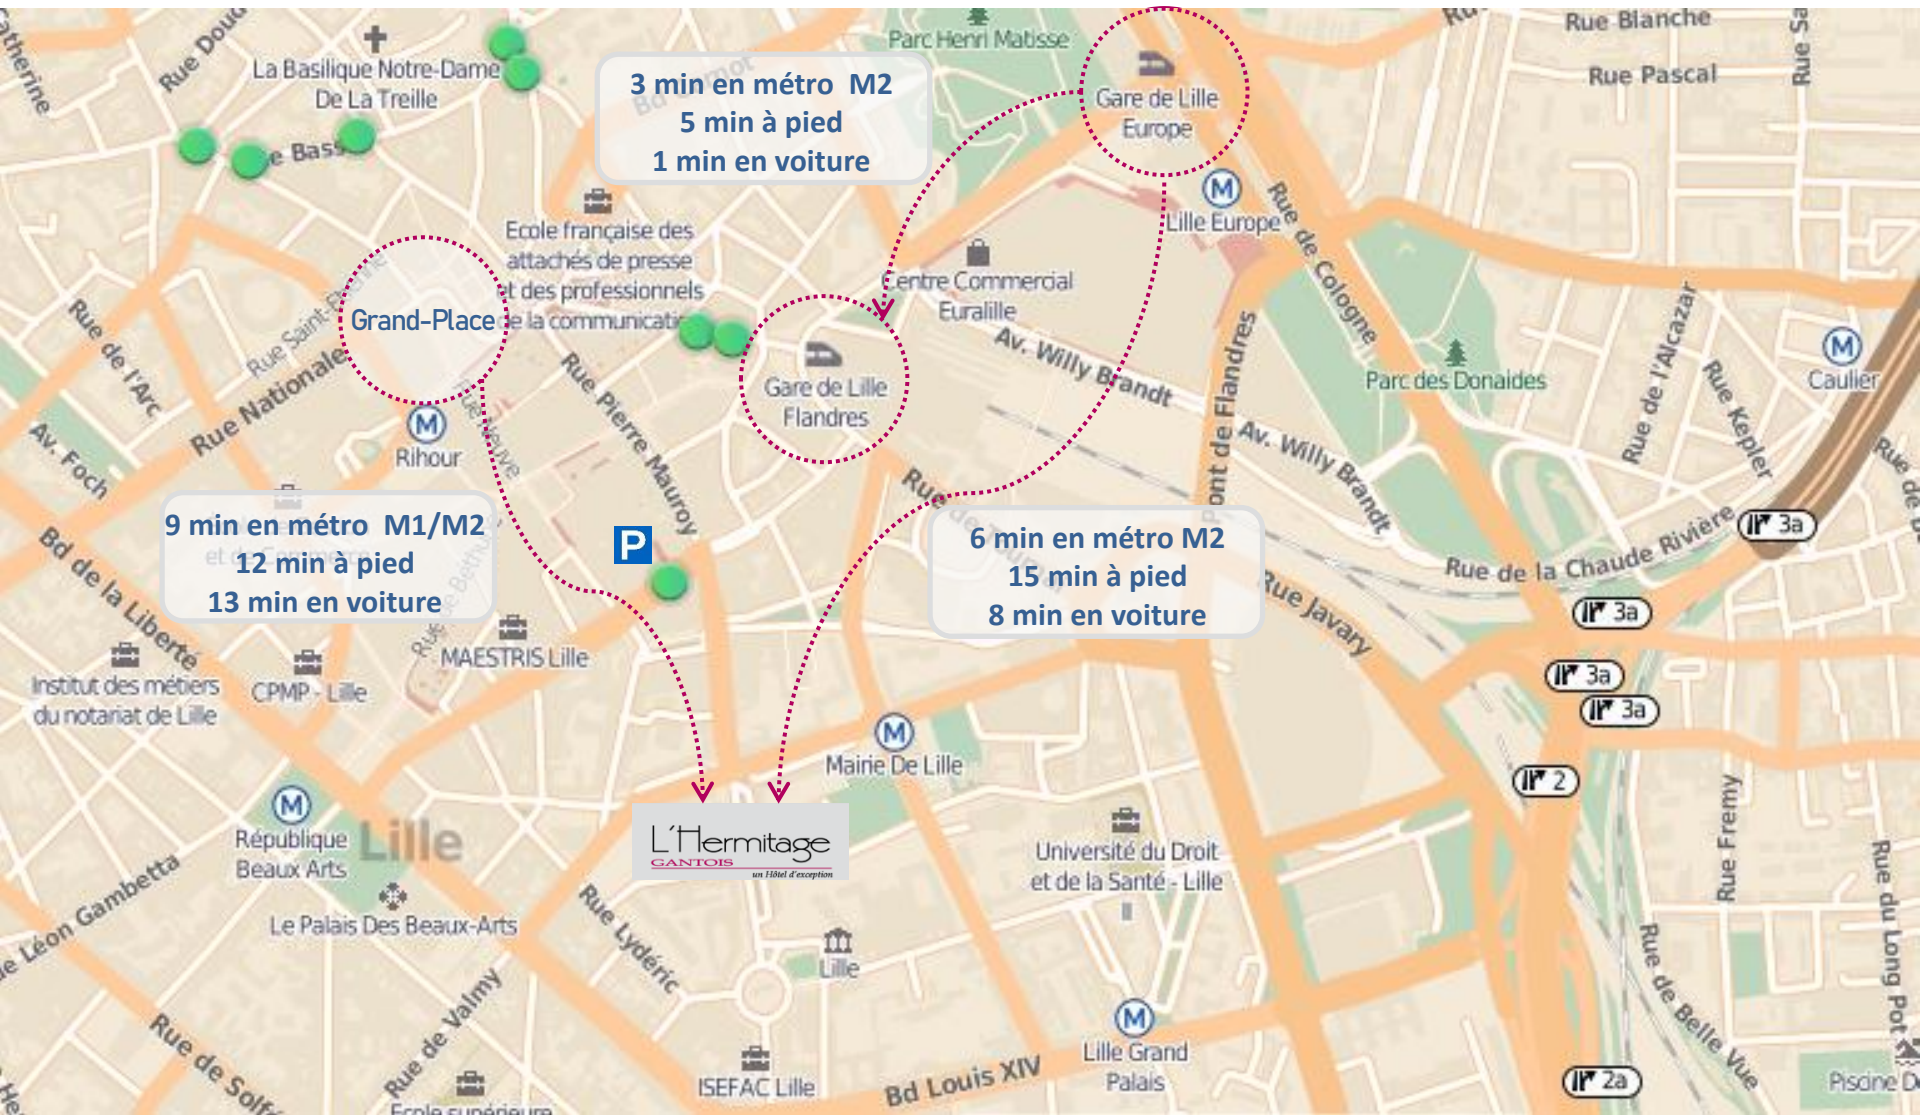 Rue Blanche
Rue Pascal
Parc Henri Matisse
La Basilique Notre-Dame
De La Treille
3 min en métro M2
5 min à pied
1 min en voiture
Gare de Lille
Europe
M
Lille Europe
Rue de Cologne
Ecole française des
attachés de presse
et des professionnels
de la communicati
Grand-Place
Rue Saint-Etienne
Rue Nationale
Rue de l'Arc
Av. Foch
M
Rihour
Rue Neuve
Rue Pierre Mauroy
Centre Commercial
Euralille
Gare de Lille
Flandres
Av. Willy Brandt
Av. Willy Brandt
Pont de Flandres
Parc des Donaides
Rue de l'Alcazar
Rue Kepler
M
Caulier
9 min en métro M1/M2
12 min à pied
13 min en voiture
P
6 min en métro M2
15 min à pied
8 min en voiture
Rue Javary
Rue de la Chaude Rivière
3a
3a
3a
3a
2
2a
Bd de la Liberté
MAESTRIS Lille
Institut des métiers
du notariat de Lille
CPMP - Lille
M
Mairie De Lille
M
République
Beaux Arts
Lille
Le Palais Des Beaux-Arts
L'Hermitage
GANTOIS
un Hôtel d'exception
Université du Droit
et de la Santé - Lille
Rue Lydéric
Lille
Léon Gambetta
Rue de Valmy
Rue de Solfé
ISEFAC Lille
Bd Louis XIV
M
Lille Grand
Palais
Rue Fremy
Rue du Long Pot
Rue de Belle Vue
Piscine D
Ecole supérieure